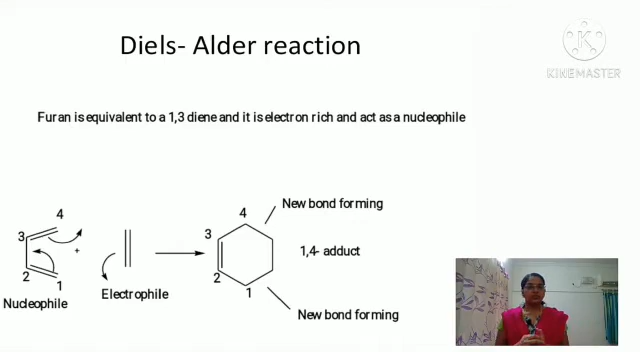 Diels- Alder reaction
KINEMASTER
Furan is equivalent to a 1,3 diene and it is electron rich and act as a nucleophile
4
3
+
2
1
Nucleophile
Electrophile
4
3
2
1
New bond forming
1,4- adduct
New bond forming